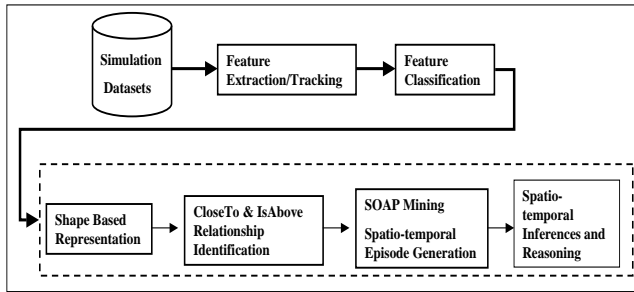 Simulation
Datasets
Feature
Extraction/Tracking
Feature
Classification
Shape Based
Representation
CloseTo & IsAbove
Relationship
Identification
SOAP Mining
Spatio-temporal
Episode Generation
Spatio-
temporal
Inferences and
Reasoning